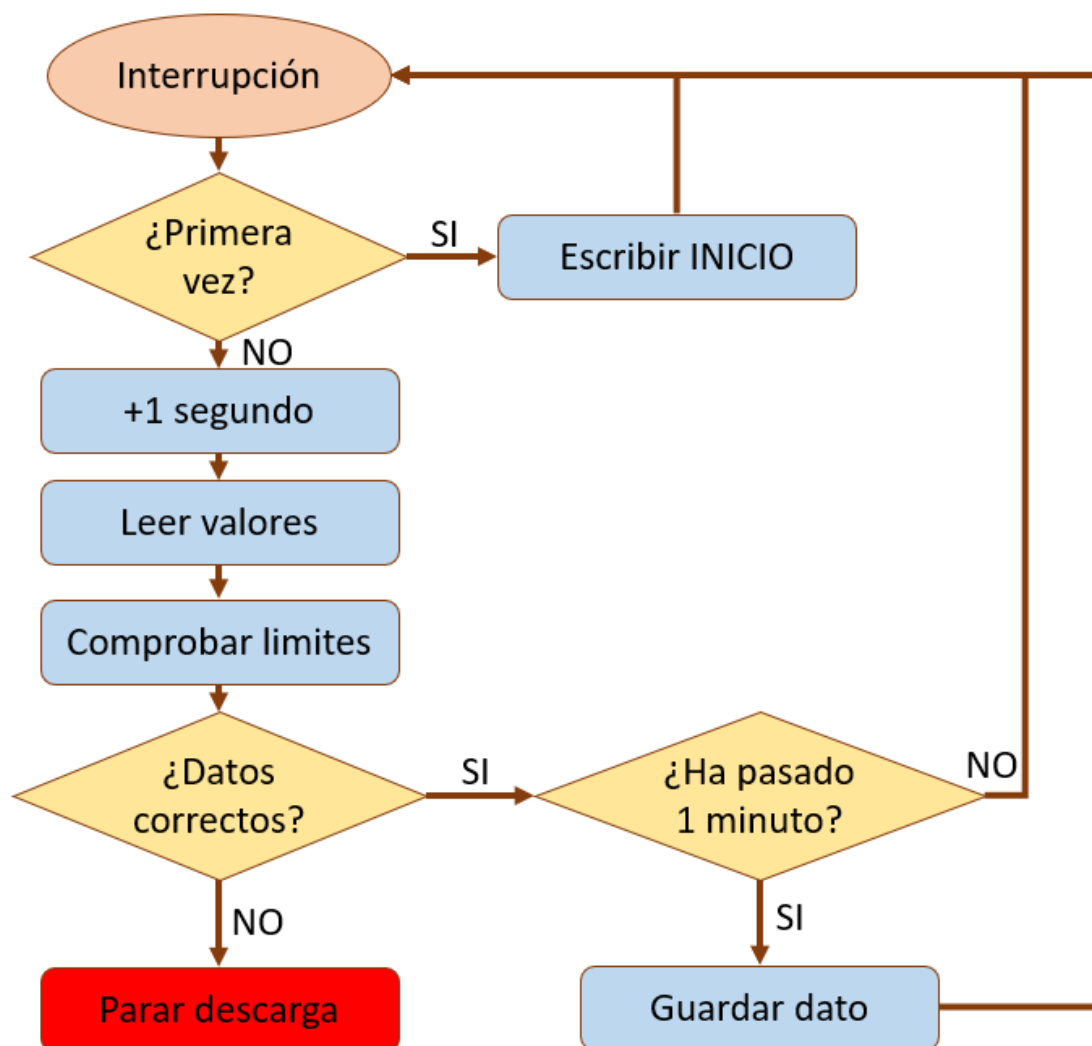 Interrupción
¿Primera
vez?
SI
Escribir INICIO
NO
+1 segundo
Leer valores
Comprobar limites
¿Datos
correctos?
SI
¿Ha pasado
1 minuto?
NO
NO
SI
Parar descarga
Guardar dato